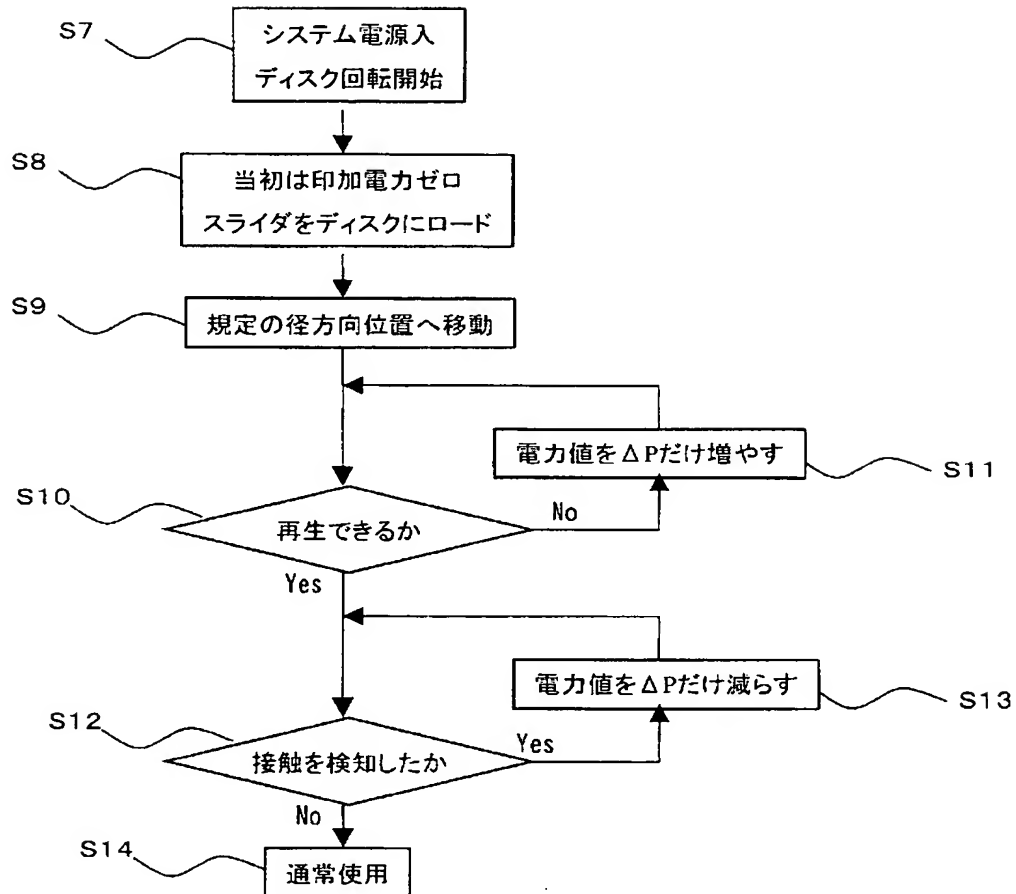 S7
システム電源入
ディスク回転開始
S8
当初は印加電力ゼロ
スライダをディスクにロード
S9
規定の径方向位置へ移動
電力値をΔPだけ増やす
S11
S10
再生できるか
No
Yes
電力値をΔPだけ減らす
S13
S12
接触を検知したか
Yes
No
S14
通常使用